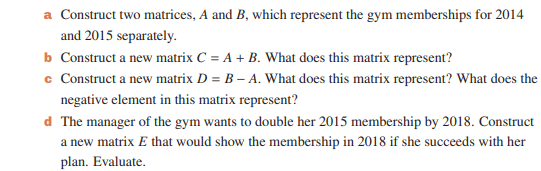 a Construct two matrices, A and B, which represent the gym memberships for 2014
and 2015 separately.
b Construct a new matrix C = A + B. What does this matrix represent?
c Construct a new matrix D = B – A. What does this matrix represent? What does the
negative element in this matrix represent?
d The manager of the gym wants to double her 2015 membership by 2018. Construct
a new matrix E that would show the membership in 2018 if she succeeds with her
plan. Evaluate.